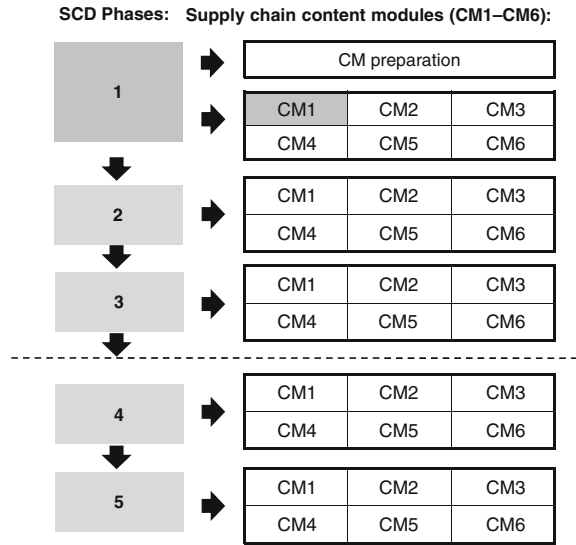 SCD Phases: Supply chain content modules (CM1–CM6):
CM preparation
1
CM1 CM2 CM3
CM4 CM5 CM6
2
CM1 CM2 CM3
CM4 CM5 CM6
3
CM1 CM2 CM3
CM4 CM5 CM6
4
CM1 CM2 CM3
CM4 CM5 CM6
5
CM1 CM2 CM3
CM4 CM5 CM6